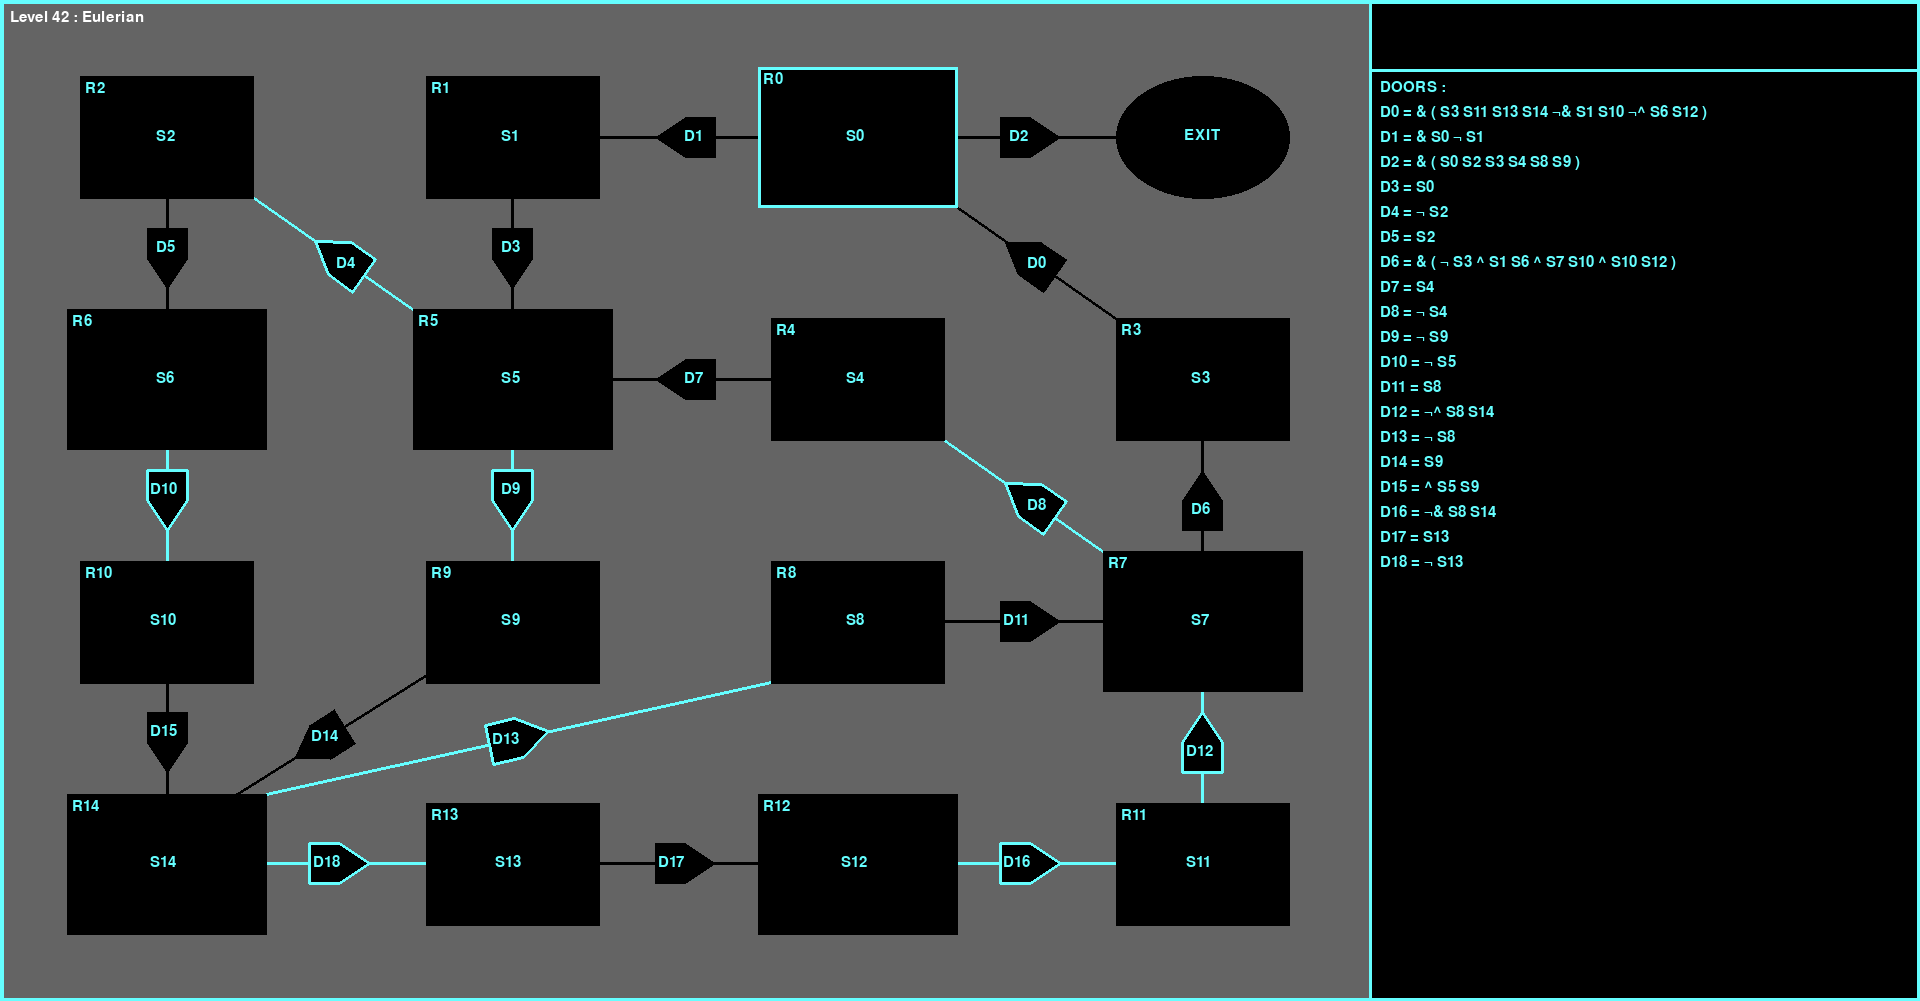 Level 42 : Eulerian
R2
S2
R1
S1
D1
R0
S0
D2
EXIT
D5
D4
D3
D0
R6
S6
R5
S5
D7
R4
S4
R3
S3
D10
D9
D8
D6
R10
S10
R9
S9
R8
S8
D11
R7
S7
D15
D14
D13
D12
R14
S14
D18
R13
S13
D17
R12
S12
D16
R11
S11
DOORS :
D0 = & ( S3 S11 S13 S14 ¬& S1 S10 ¬^ S6 S12 )
D1 = & S0 ¬ S1
D2 = & ( S0 S2 S3 S4 S8 S9 )
D3 = S0
D4 = ¬ S2
D5 = S2
D6 = & ( ¬ S3 ^ S1 S6 ^ S7 S10 ^ S10 S12 )
D7 = S4
D8 = ¬ S4
D9 = ¬ S9
D10 = ¬ S5
D11 = S8
D12 = ¬^ S8 S14
D13 = ¬ S8
D14 = S9
D15 = ^ S5 S9
D16 = ¬& S8 S14
D17 = S13
D18 = ¬ S13